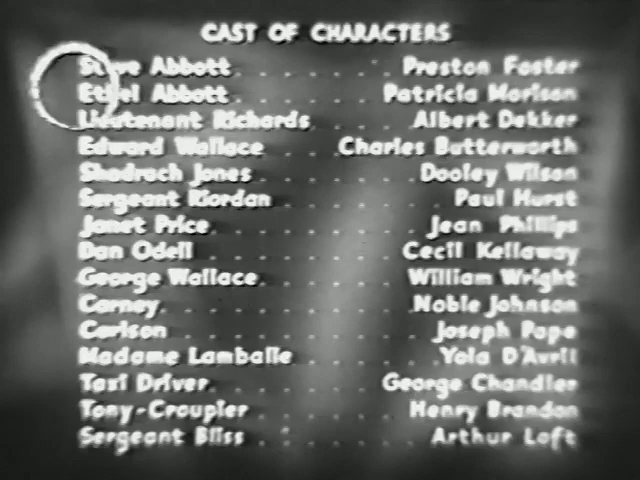 CAST OF CHARACTERS
Steve Abbott . . . . . . . Preston Foster
Ethel Abbott . . . . . . Patricia Morison
Lieutenant Richards . . . . Albert Dekker
Edward Wallace . . Charles Butterworth
Shadrach Jones . . . . . . Dooley Wilson
Sergeant Riordan . . . . . . Paul Hurst
Janet Price . . . . . . . . Jean Phillips
Dan Odell . . . . . . . . Cecil Kellaway
George Wallace . . . . . William Wright
Carney . . . . . . . . . Noble Johnson
Carlson . . . . . . . . . Joseph Pope
Madame Lamballe . . . . . Yola D'Avril
Taxi Driver . . . . . . George Chandler
Tony-Croupier . . . . . Henry Brandon
Sergeant Bliss . . . . . . Arthur Loft